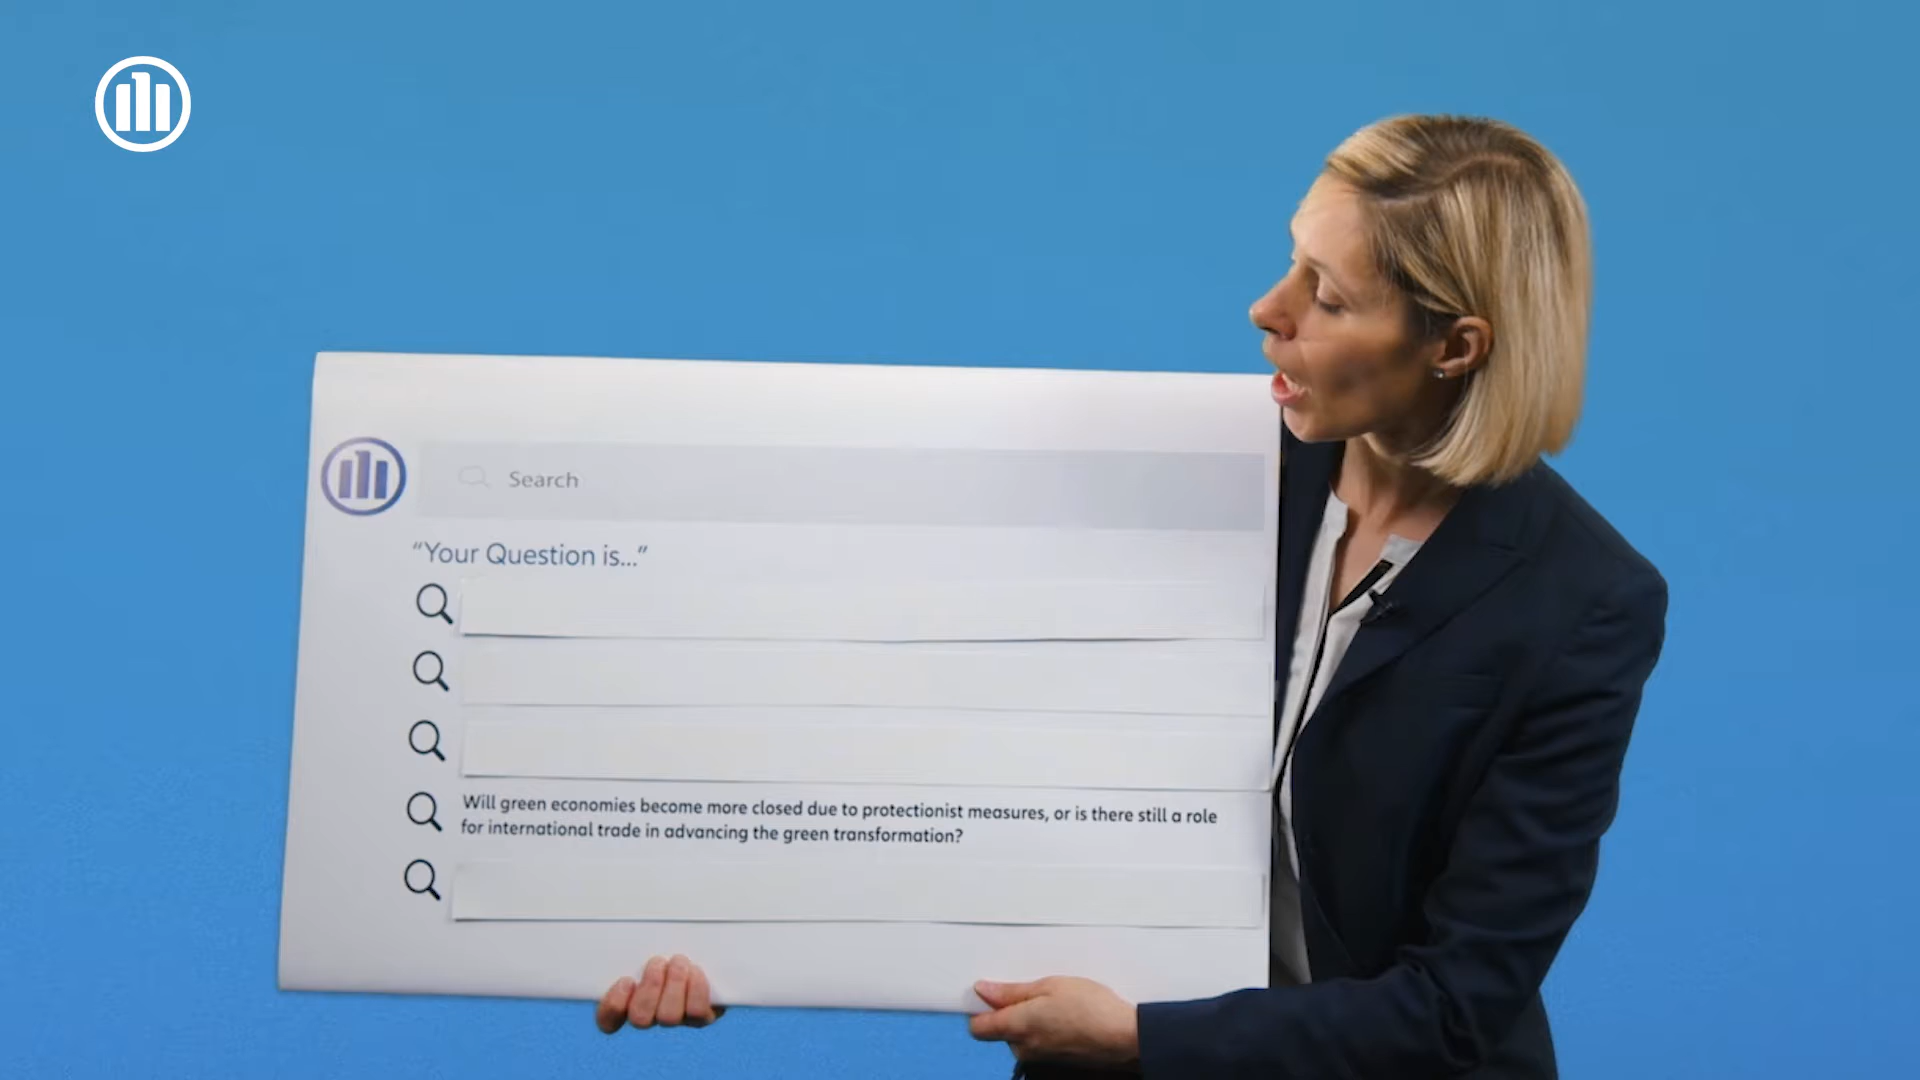 Search
“Your Question is...”
Will green economies become more closed due to protectionist measures, or is there still a role
for international trade in advancing the green transformation?